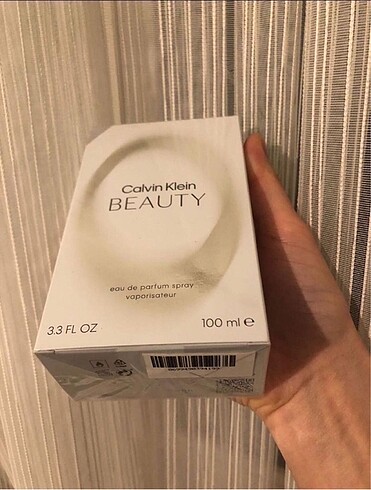 Calvin Klein
BEAUTY
eau de parfum spray
vaporisateur
3.3 FL OZ
100 ml e